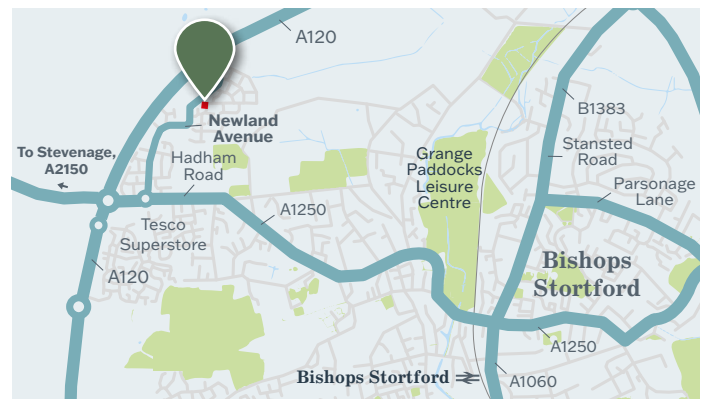 A120
B1383
Newland
Avenue
To Stevenage,
A2150
Hadham
Road
Grange
Paddocks
Leisure
Centre
Stansted
Road
Parsonage
Lane
A1250
Tesco
Superstore
A120
Bishops
Stortford
A1250
Bishops Stortford
A1060